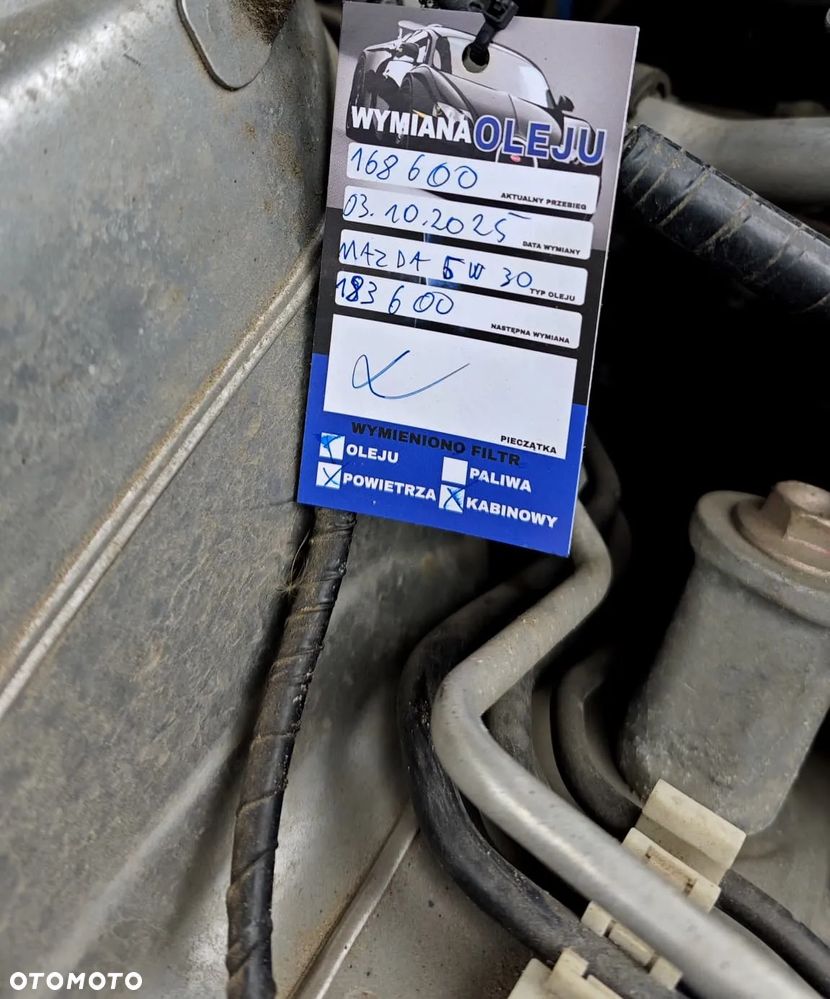 WYMIANA OLEJU
168 600
AKTUALNY PRZEBIEG
03.10.2025
DATA WYMIANY
MAZDA 5W 30
TYP OLEJU
183 600
NASTĘPNA WYMIANA
PIECZĄTKA
WYMIENIONO FILTR
OLEJU PALIWA
POWIETRZA KABINOWY
OTOMOTO